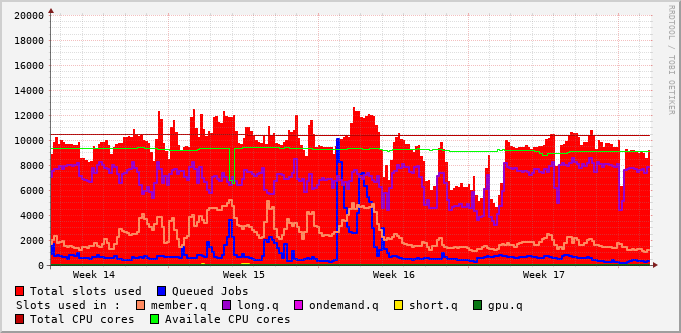 20000
18000
16000
14000
12000
10000
8000
6000
4000
2000
0
Week 14 Week 15 Week 16 Week 17
Total slots used Queued Jobs
Slots used in : member.q long.q ondemand.q short.q gpu.q
Total CPU cores Availale CPU cores
RRDTOOL / TOBI OETIKER